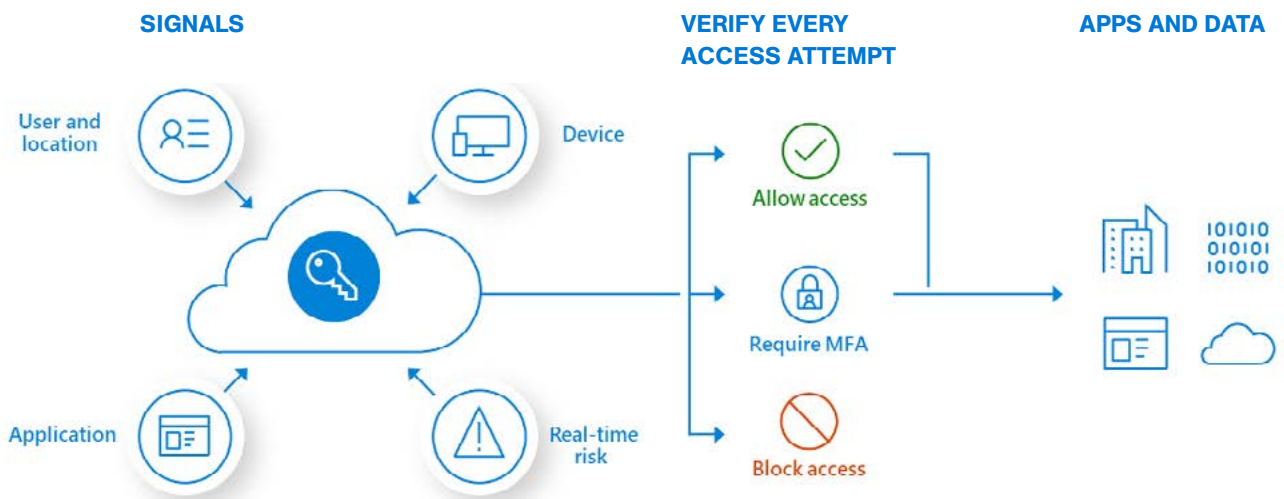 SIGNALS
VERIFY EVERY
ACCESS ATTEMPT
APPS AND DATA
User and
location
Device
Allow access
101010
010101
101010
Require MFA
Application
Real-time
risk
Block access